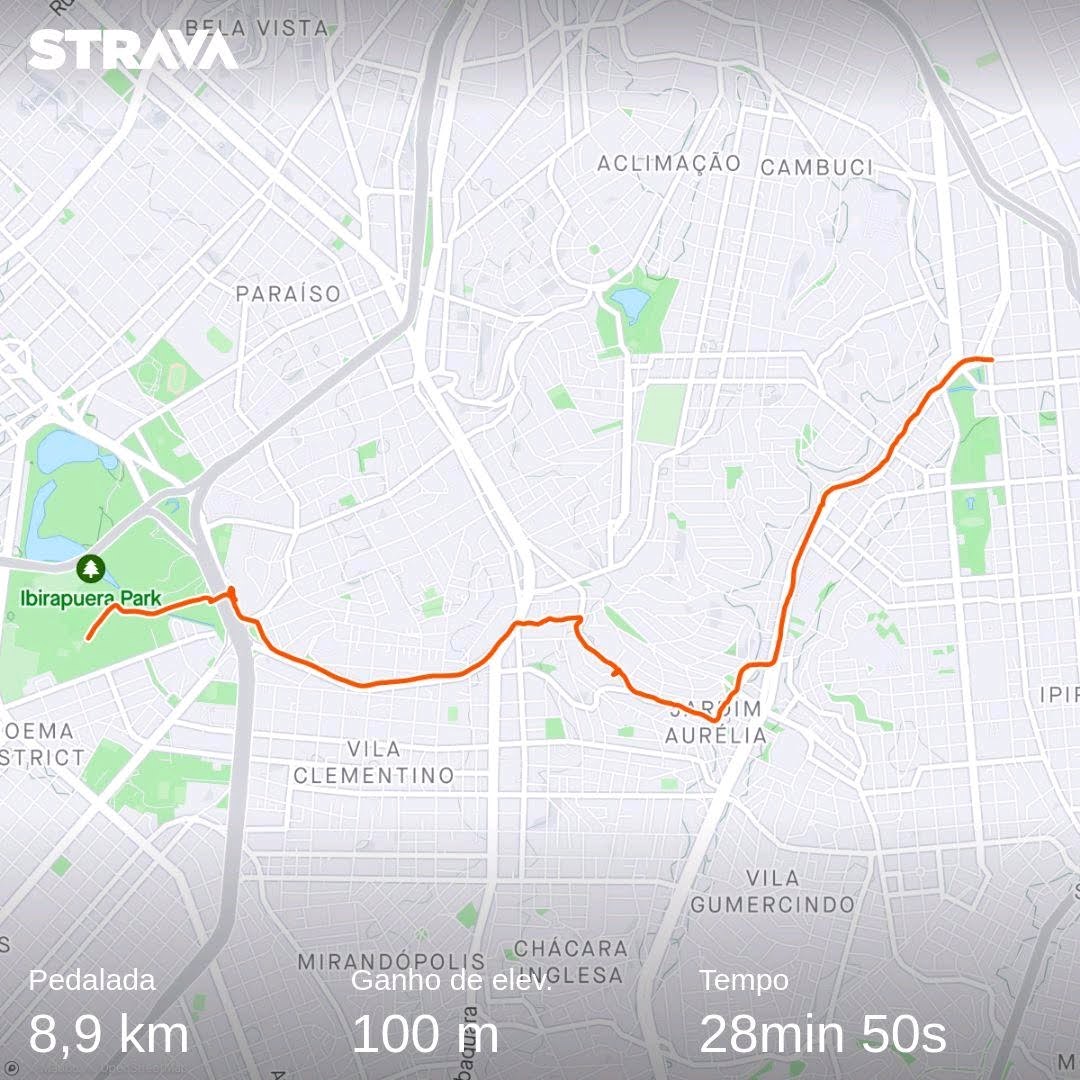 BELA VISTA
STRAVA
ACLIMAÇÃO
CAMBUCI
PARAÍSO
Ibirapuera Park
JARDIM
AURÉLIA
OEMA
STRICT
VILA
CLEMENTINO
VILA
GUMERCINDO
MIRANDÓPOLIS
CHÁCARA
INGLESA
Pedalada
Ganho de elev.
Tempo
8,9 km
100 m
28min 50s